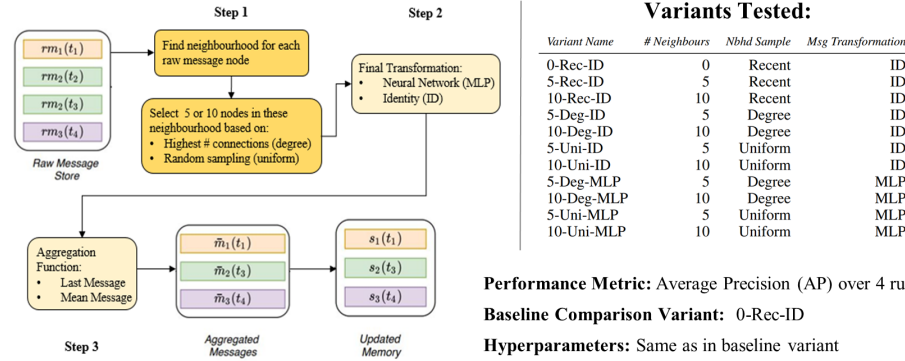 Step 1
Step 2
rm₁(t₁)
rm₂(t₂)
rm₂(t₃)
rm₃(t₄)
Raw Message
Store
Find neighbourhood for each
raw message node
Select 5 or 10 nodes in these
neighbourhood based on:
• Highest # connections (degree)
• Random sampling (uniform)
Final Transformation:
• Neural Network (MLP)
• Identity (ID)
Aggregation
Function:
• Last Message
• Mean Message
Step 3
m̄₁(t₁)
m̄₂(t₃)
m̄₃(t₄)
Aggregated
Messages
s₁(t₁)
s₂(t₃)
s₃(t₄)
Updated
Memory
Variants Tested:
Variant Name # Neighbours Nbhd Sample Msg Transformation
0-Rec-ID 0 Recent ID
5-Rec-ID 5 Recent ID
10-Rec-ID 10 Recent ID
5-Deg-ID 5 Degree ID
10-Deg-ID 10 Degree ID
5-Uni-ID 5 Uniform ID
10-Uni-ID 10 Uniform ID
5-Deg-MLP 5 Degree MLP
10-Deg-MLP 10 Degree MLP
5-Uni-MLP 5 Uniform MLP
10-Uni-MLP 10 Uniform MLP
Performance Metric: Average Precision (AP) over 4 ru
Baseline Comparison Variant: 0-Rec-ID
Hyperparameters: Same as in baseline variant